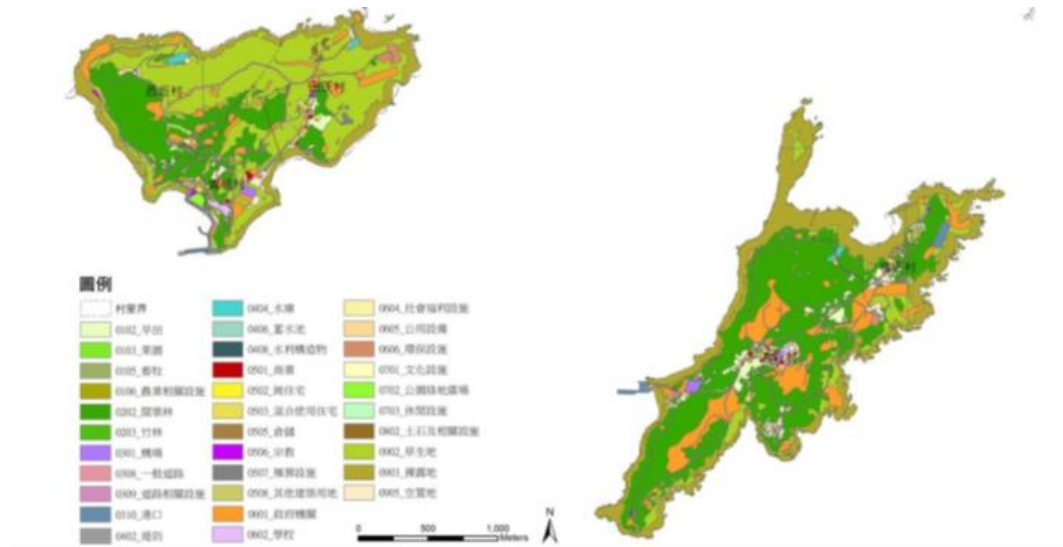 西坵村
田沃村
圖例
村里界
0102_旱田
0103_果園
0105_畜牧
0106_農業相關設施
0202_闊葉林
0203_竹林
0301_機場
0308_一般道路
0309_道路相關設施
0310_港口
0402_堤防
0404_水庫
0406_蓄水池
0408_水利構造物
0501_商業
0502_純住宅
0503_混合使用住宅
0505_倉儲
0506_宗教
0507_殯葬設施
0508_其他建築用地
0601_政府機關
0602_學校
0604_社會福利設施
0605_公用設備
0606_環保設施
0701_文化設施
0702_公園綠地廣場
0703_休閒設施
0802_土石及相關設施
0902_草生地
0903_裸露地
0905_空置地
0 500 1,000
Meters
N